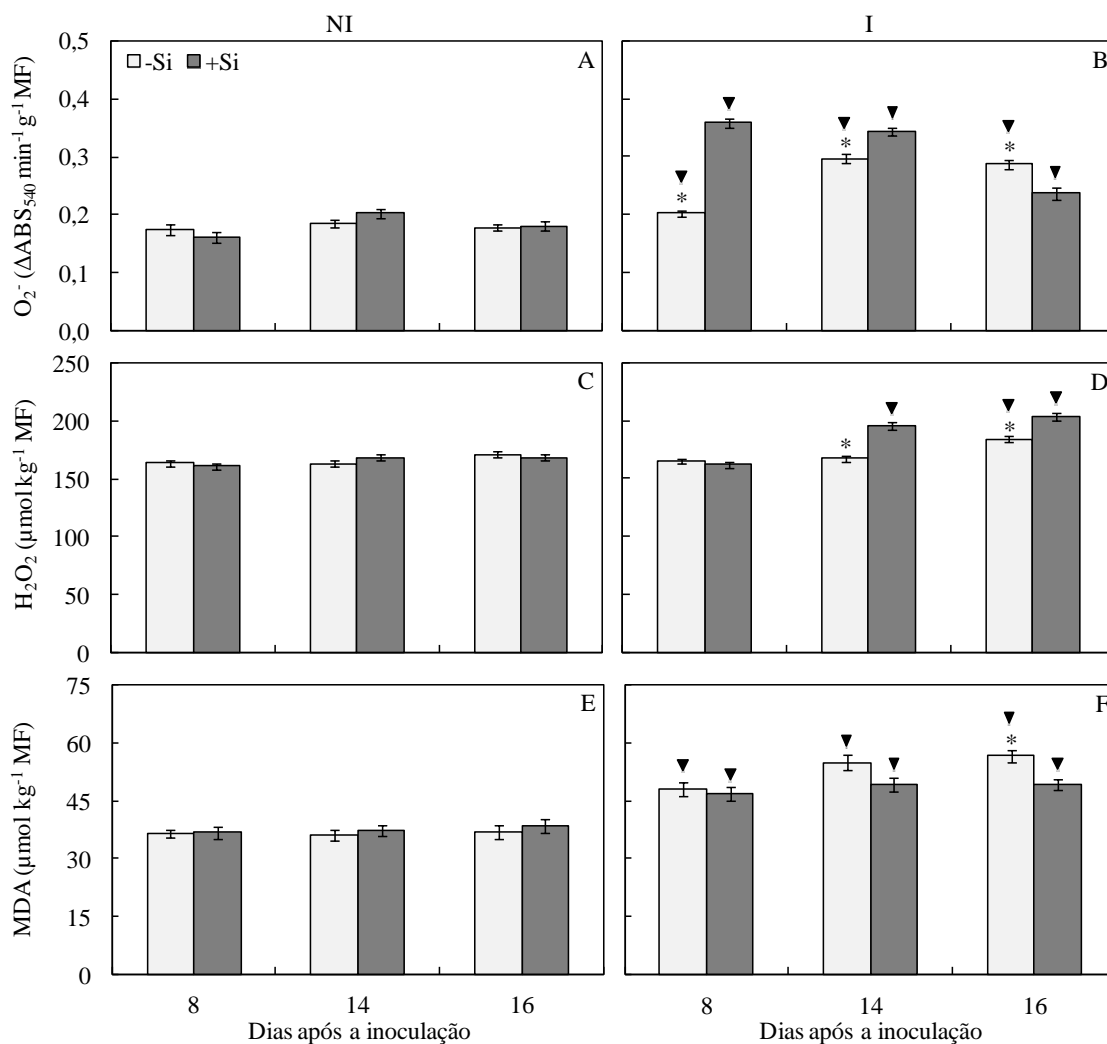 NI
I
O₂⁻ (ΔABS₅₄₀ min⁻¹ g⁻¹ MF)
0,5
0,4
0,3
0,2
0,1
0,0
-Si +Si
A
B
*
*
*
H₂O₂ (µmol kg⁻¹ MF)
250
200
150
100
50
0
C
D
*
*
MDA (µmol kg⁻¹ MF)
75
60
45
30
15
0
E
F
*
8 14 16
8 14 16
Dias após a inoculação
Dias após a inoculação